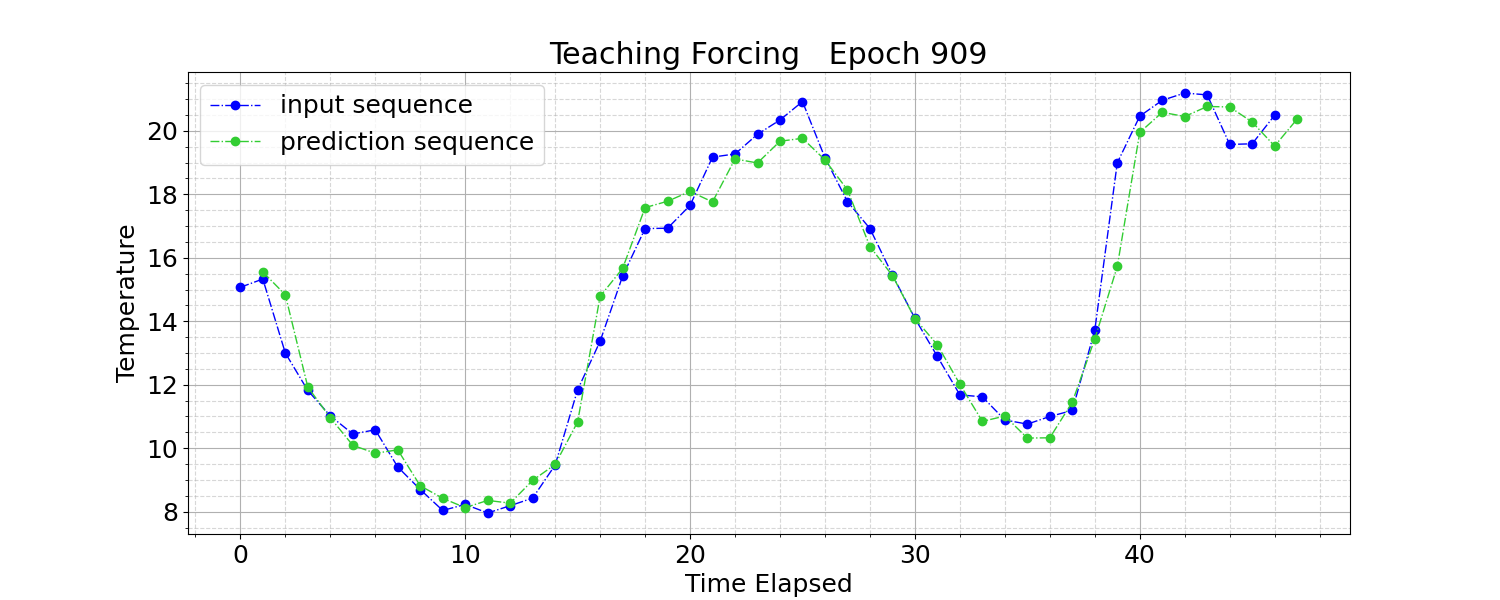 Teaching Forcing   Epoch 909
input sequence
prediction sequence
Temperature
20
18
16
14
12
10
8
0 10 20 30 40
Time Elapsed